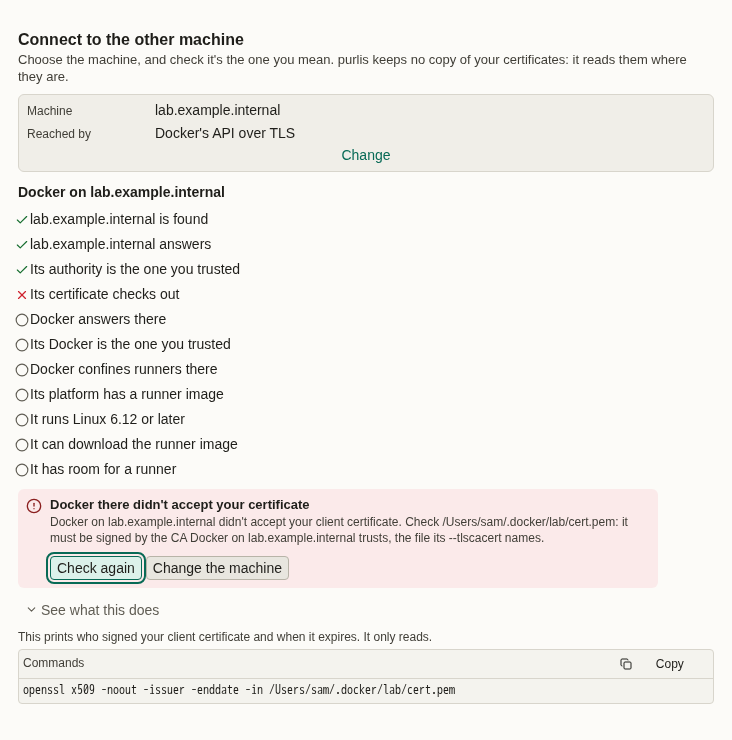 Connect to the other machine
Choose the machine, and check it's the one you mean. purlis keeps no copy of your certificates: it reads them where
they are.
Machine lab.example.internal
Reached by Docker's API over TLS
Change
Docker on lab.example.internal
lab.example.internal is found
lab.example.internal answers
Its authority is the one you trusted
Its certificate checks out
Docker answers there
Its Docker is the one you trusted
Docker confines runners there
Its platform has a runner image
It runs Linux 6.12 or later
It can download the runner image
It has room for a runner
Docker there didn't accept your certificate
Docker on lab.example.internal didn't accept your client certificate. Check /Users/sam/.docker/lab/cert.pem: it
must be signed by the CA Docker on lab.example.internal trusts, the file its --tlscacert names.
Check again Change the machine
See what this does
This prints who signed your client certificate and when it expires. It only reads.
Commands Copy
openssl x509 -noout -issuer -enddate -in /Users/sam/.docker/lab/cert.pem